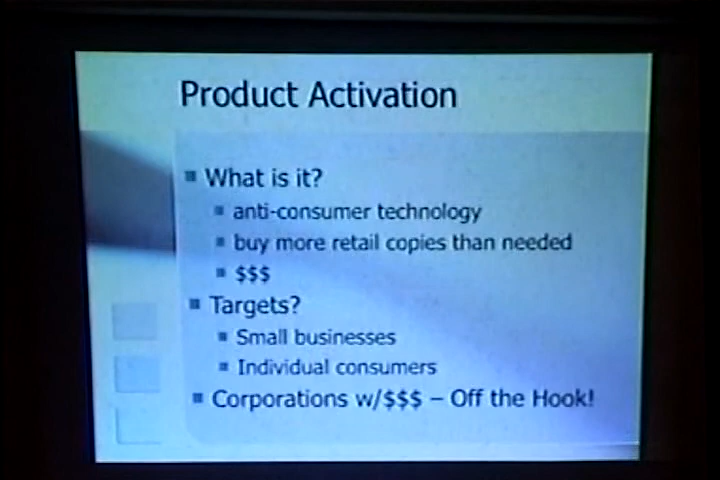 Product Activation
What is it?
anti-consumer technology
buy more retail copies than needed
$$$
Targets?
Small businesses
Individual consumers
Corporations w/$$$ – Off the Hook!